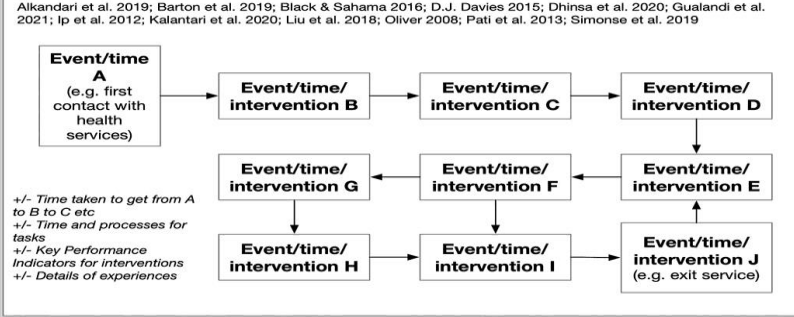 Alkandari et al. 2019; Barton et al. 2019; Black & Sahama 2016; D.J. Davies 2015; Dhinsa et al. 2020; Gualandi et al.
2021; Ip et al. 2012; Kalantari et al. 2020; Liu et al. 2018; Oliver 2008; Pati et al. 2013; Simonse et al. 2019
Event/time
A
(e.g. first
contact with
health
services)
Event/time/
intervention B
Event/time/
intervention C
Event/time/
intervention D
Event/time/
intervention E
Event/time/
intervention F
Event/time/
intervention G
Event/time/
intervention H
Event/time/
intervention I
Event/time/
intervention J
(e.g. exit service)
+/- Time taken to get from A
to B to C etc
+/- Time and processes for
tasks
+/- Key Performance
Indicators for interventions
+/- Details of experiences